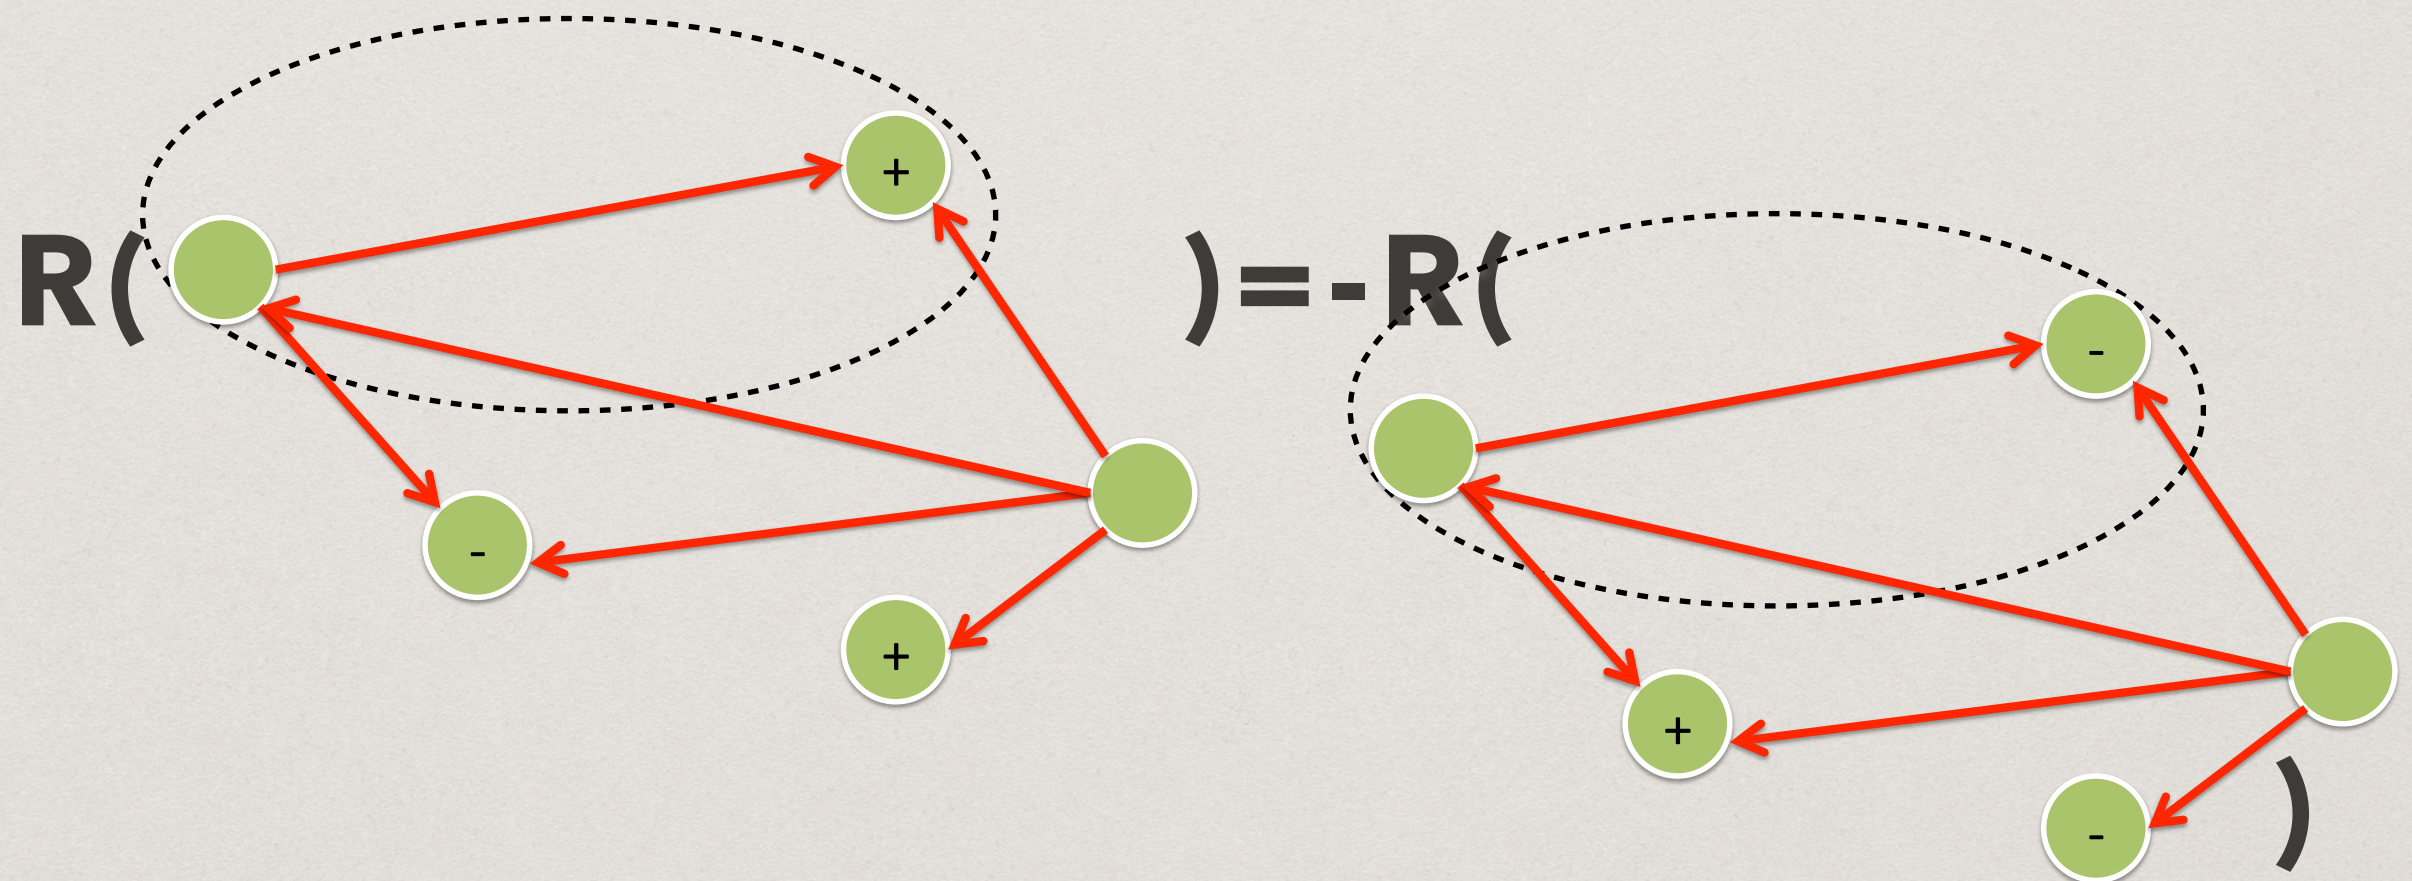 R( + - + ) = - R( - + - )